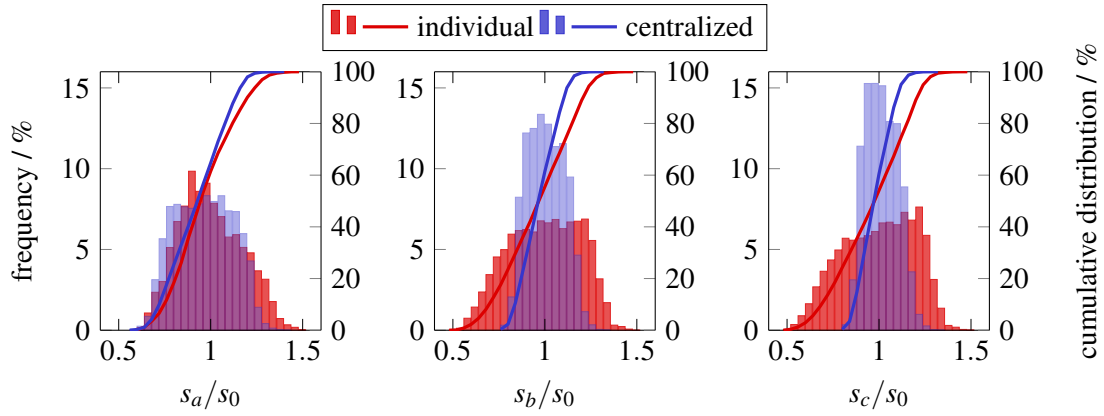 individual centralized
frequency / %
0 5 10 15
0.5 1 1.5
0 20 40 60 80 100
s_a/s_0
0 5 10 15
0.5 1 1.5
0 20 40 60 80 100
s_b/s_0
0 5 10 15
0.5 1 1.5
0 20 40 60 80 100
s_c/s_0
cumulative distribution / %